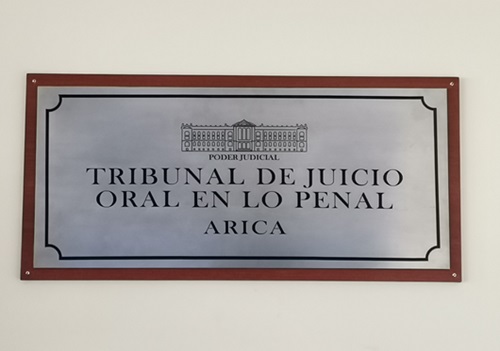 PODER JUDICIAL
TRIBUNAL DE JUICIO
ORAL EN LO PENAL
ARICA